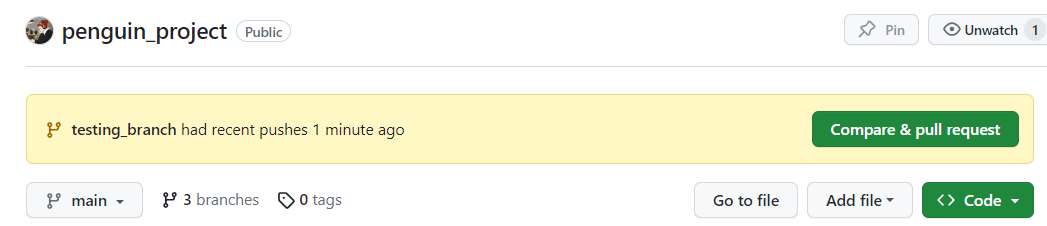 penguin_project Public Pin Unwatch 1
testing_branch had recent pushes 1 minute ago Compare & pull request
main 3 branches 0 tags Go to file Add file Code